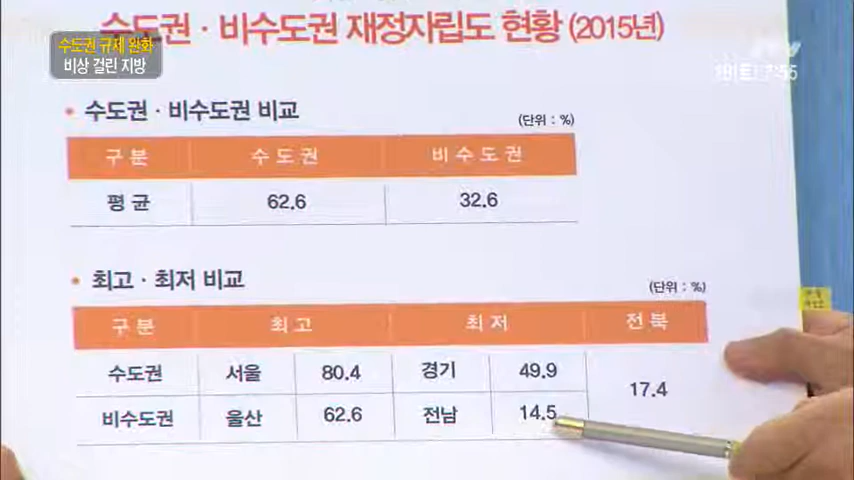 수도권 · 비수도권 재정자립도 현황 (2015년)
수도권 규제 완화
비상 걸린 지방
JTV
• 수도권 · 비수도권 비교
(단위 : %)
구 분 수 도 권 비 수 도 권
평 균 62.6 32.6
• 최고 · 최저 비교
(단위 : %)
구 분 최 고 최 저 전 북
수도권 서울 80.4 경기 49.9 17.4
비수도권 울산 62.6 전남 14.5